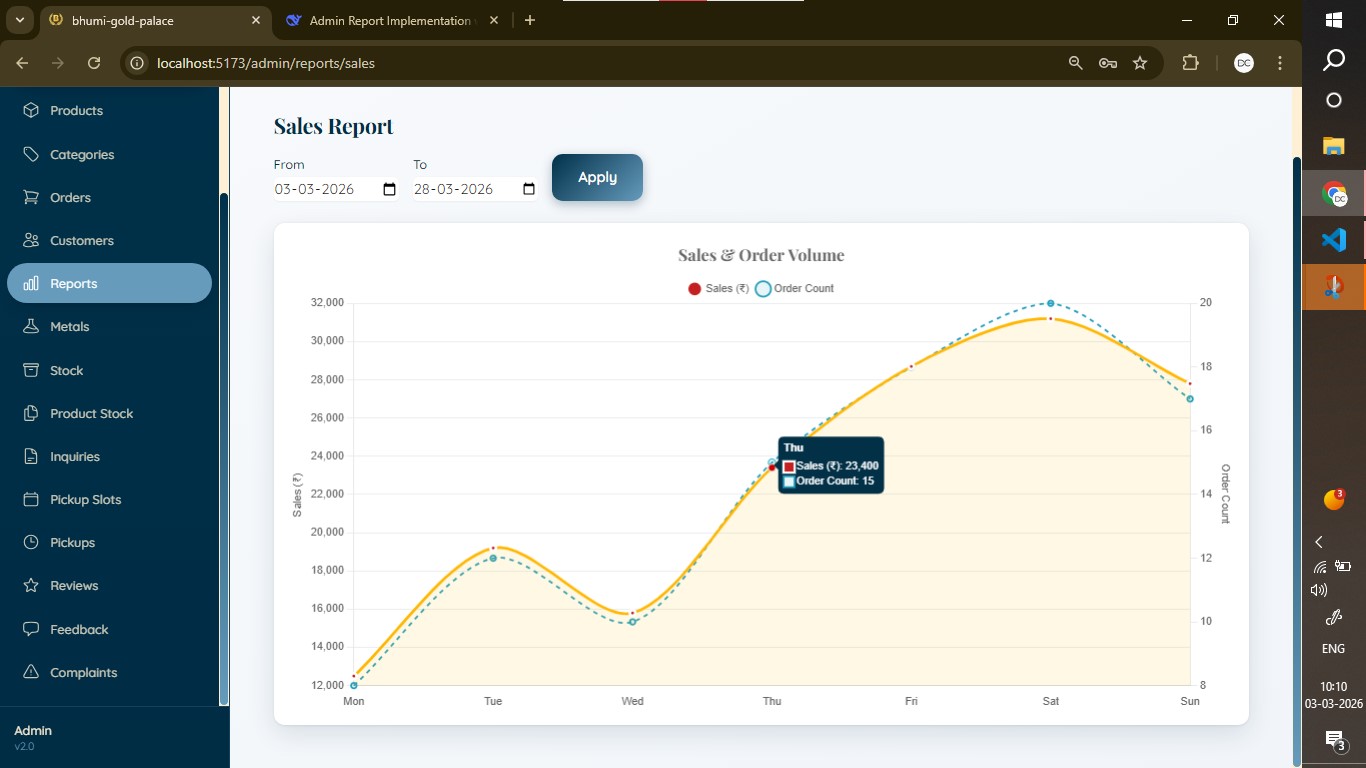 bhumi-gold-palace
Admin Report Implementation
localhost:5173/admin/reports/sales
DC
Products
Categories
Orders
Customers
Reports
Metals
Stock
Product Stock
Inquiries
Pickup Slots
Pickups
Reviews
Feedback
Complaints
Admin
v2.0
Sales Report
From To
03-03-2026 28-03-2026 Apply
Sales & Order Volume
Sales (₹) Order Count
32,000
30,000
28,000
26,000
24,000
22,000
20,000
18,000
16,000
14,000
12,000
Sales (₹)
Thu
Sales (₹): 23,400
Order Count: 15
20
18
16
14
12
10
8
Order Count
Mon Tue Wed Thu Fri Sat Sun
DC
3
ENG
10:10
03-03-2026
3